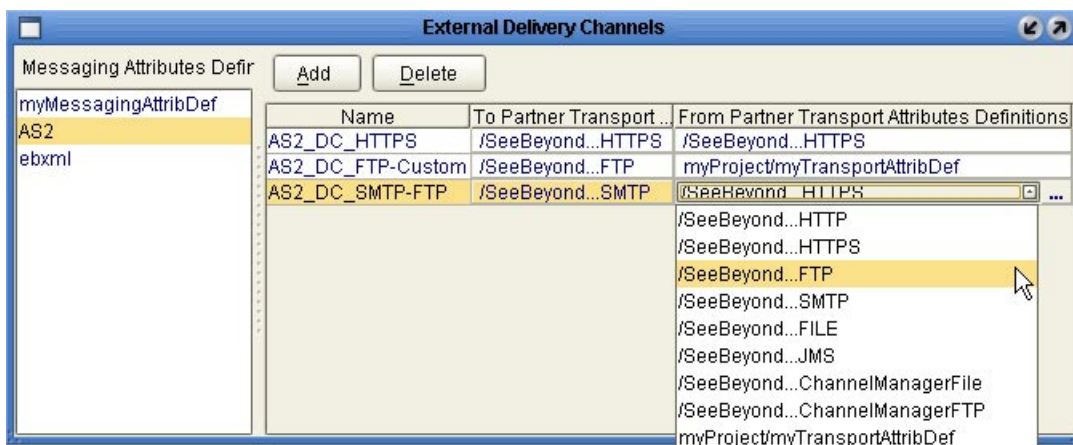 External Delivery Channels
Messaging Attributes Defir
Add
Delete
myMessagingAttribDef
AS2
ebxml
Name
To Partner Transport ...
From Partner Transport Attributes Definitions
AS2_DC_HTTPS
/SeeBeyond...HTTPS
/SeeBeyond...HTTPS
AS2_DC_FTP-Custom
/SeeBeyond...FTP
myProject/myTransportAttribDef
AS2_DC_SMTP-FTP
/SeeBeyond...SMTP
/SeeBeyond...HTTPS
...
/SeeBeyond...HTTP
/SeeBeyond...HTTPS
/SeeBeyond...FTP
/SeeBeyond...SMTP
/SeeBeyond...FILE
/SeeBeyond...JMS
/SeeBeyond...ChannelManagerFile
/SeeBeyond...ChannelManagerFTP
myProject/myTransportAttribDef